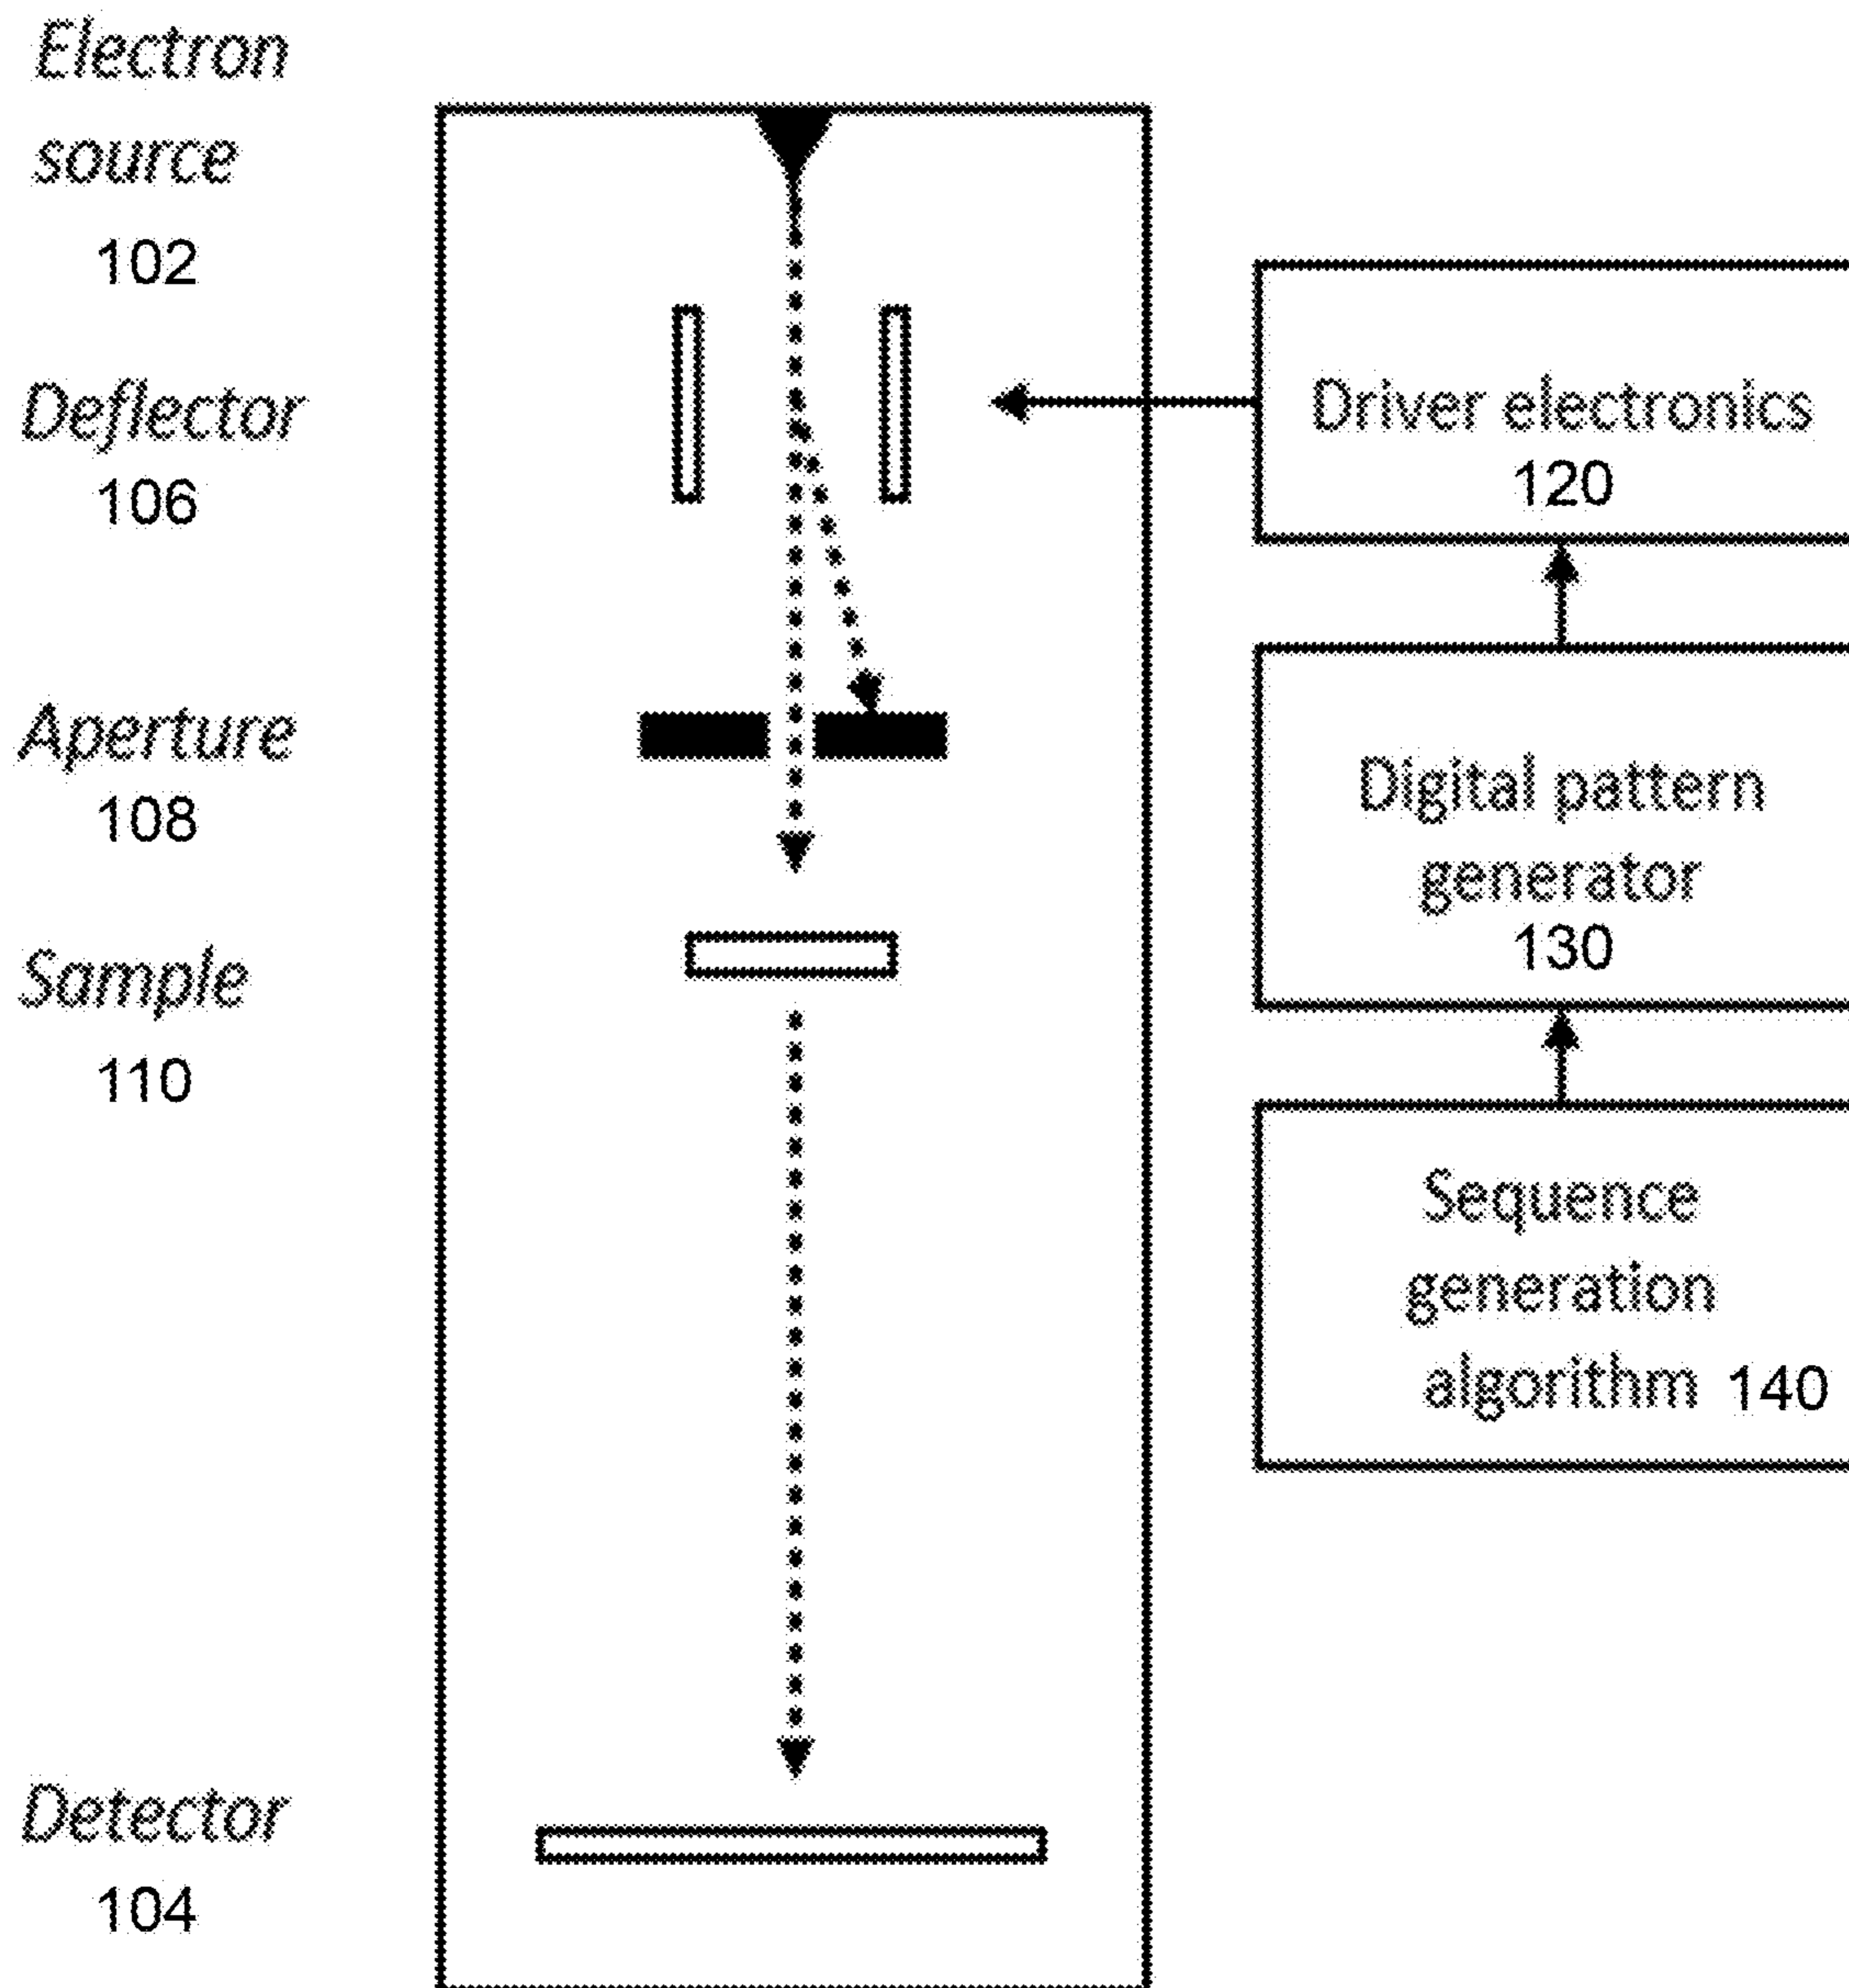 Electron
source
102
Deflector
106
Aperture
108
Sample
110
Detector
104
Driver electronics
120
Digital pattern
generator
130
Sequence
generation
algorithm 140